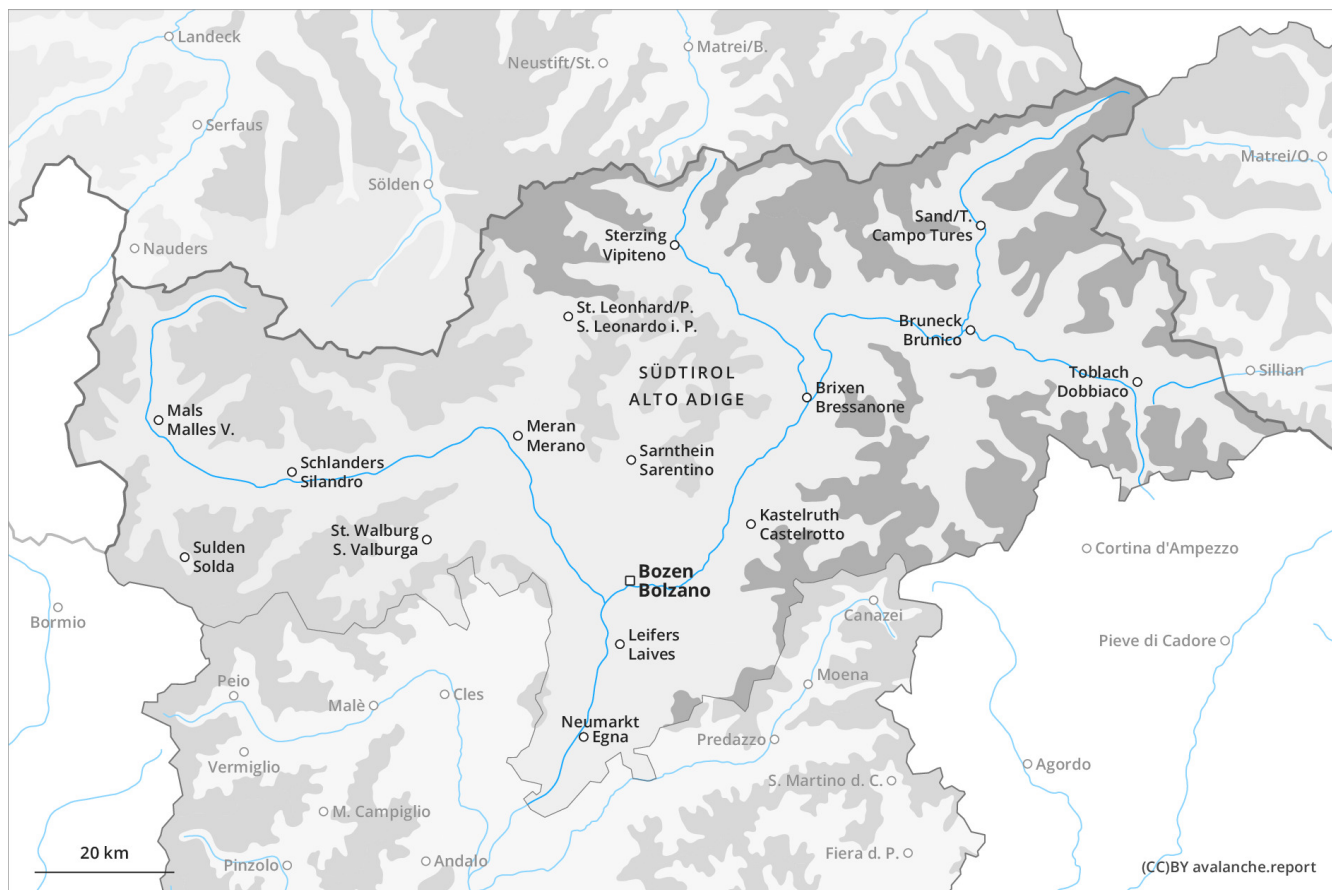 Landeck
Matrei/B.
Neustift/St.
Serfaus
Matrei/O.
Sölden
Sand/T.
Campo Tures
Sterzing
Vipiteno
Nauders
St. Leonhard/P.
S. Leonardo i. P.
Bruneck
Brunico
SÜDTIROL
ALTO ADIGE
Toblach
Dobbiaco
Sillian
Brixen
Bressanone
Mals
Malles V.
Meran
Merano
Sarnthein
Sarentino
Schlanders
Silandro
Kastelruth
Castelrotto
St. Walburg
S. Valburga
Sulden
Solda
Cortina d'Ampezzo
Bozen
Bolzano
Bormio
Canazei
Leifers
Laives
Pieve di Cadore
Peio
Moena
Malè
Cles
Neumarkt
Egna
Predazzo
Vermiglio
Agordo
S. Martino d. C.
M. Campiglio
20 km
Pinzolo
Andalo
Fiera d. P.
(CC)BY avalanche.report